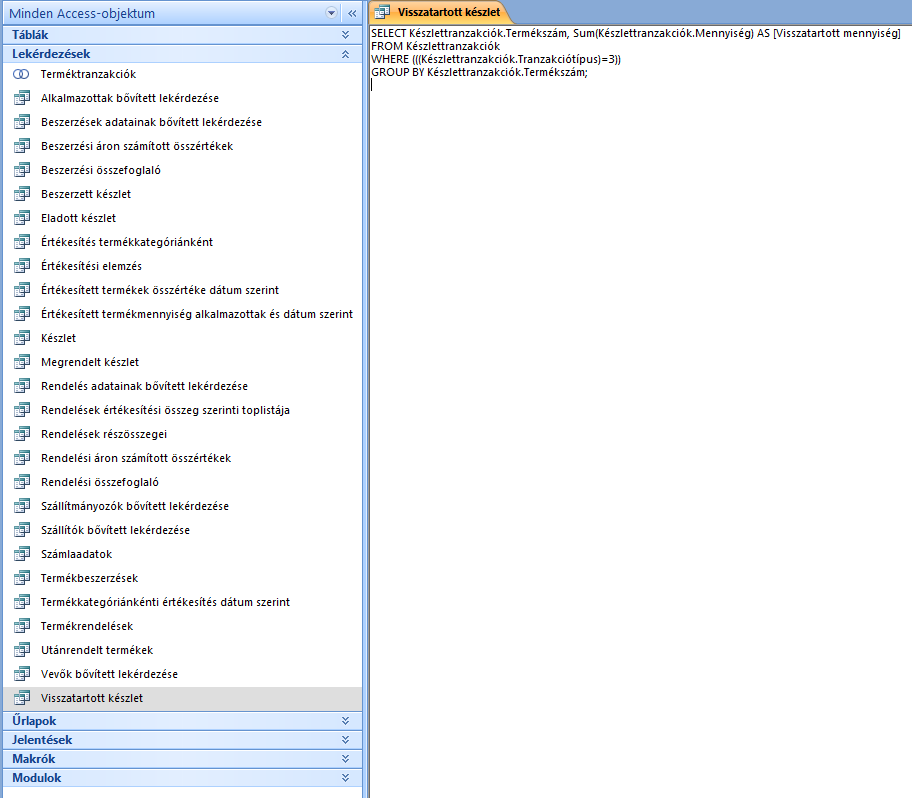 Minden Access-objektum
Táblák
Lekérdezések
Terméktranzakciók
Alkalmazottak bővített lekérdezése
Beszerzések adatainak bővített lekérdezése
Beszerzési áron számított összértékek
Beszerzési összefoglaló
Beszerzett készlet
Eladott készlet
Értékesítés termékkategóriánként
Értékesítési elemzés
Értékesített termékek összértéke dátum szerint
Értékesített termékmennyiség alkalmazottak és dátum szerint
Készlet
Megrendelt készlet
Rendelés adatainak bővített lekérdezése
Rendelések értékesítési összeg szerinti toplistája
Rendelések részösszegei
Rendelési áron számított összértékek
Rendelési összefoglaló
Szállítmányozók bővített lekérdezése
Szállítók bővített lekérdezése
Számlaadatok
Termékbeszerzések
Termékkategóriánkénti értékesítés dátum szerint
Termékrendelések
Utánrendelt termékek
Vevők bővített lekérdezése
Visszatartott készlet
Űrlapok
Jelentések
Makrók
Modulok
Visszatartott készlet
SELECT Készlettranzakciók.Termékszám, Sum(Készlettranzakciók.Mennyiség) AS [Visszatartott mennyiség]
FROM Készlettranzakciók
WHERE (((Készlettranzakciók.Tranzakciótípus)=3))
GROUP BY Készlettranzakciók.Termékszám;